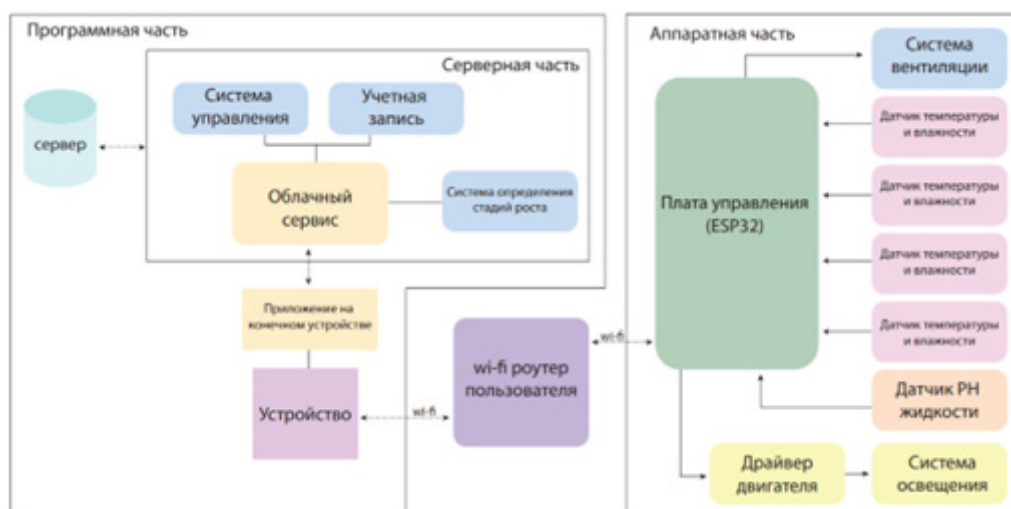 Программная часть
Серверная часть
Система
управления
Учетная
запись
сервер
Облачный
сервис
Система определения
стадий роста
Приложение на
конечном устройстве
Устройство
wi-fi
wi-fi роутер
пользователя
wi-fi
Аппаратная часть
Плата управления
(ESP32)
Система
вентиляции
Датчик температуры
и влажности
Датчик температуры
и влажности
Датчик температуры
и влажности
Датчик температуры
и влажности
Датчик PH
жидкости
Драйвер
двигателя
Система
освещения